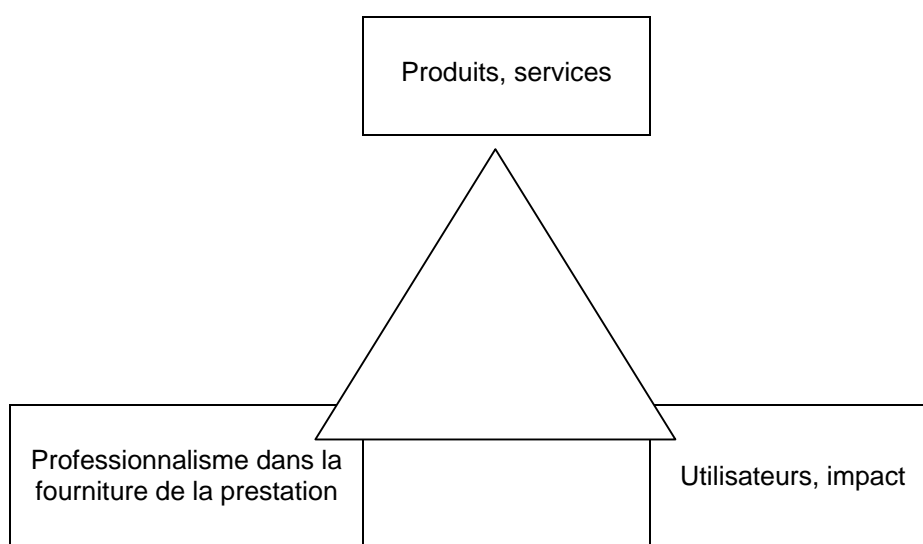 Produits, services
Professionnalisme dans la
fourniture de la prestation
Utilisateurs, impact